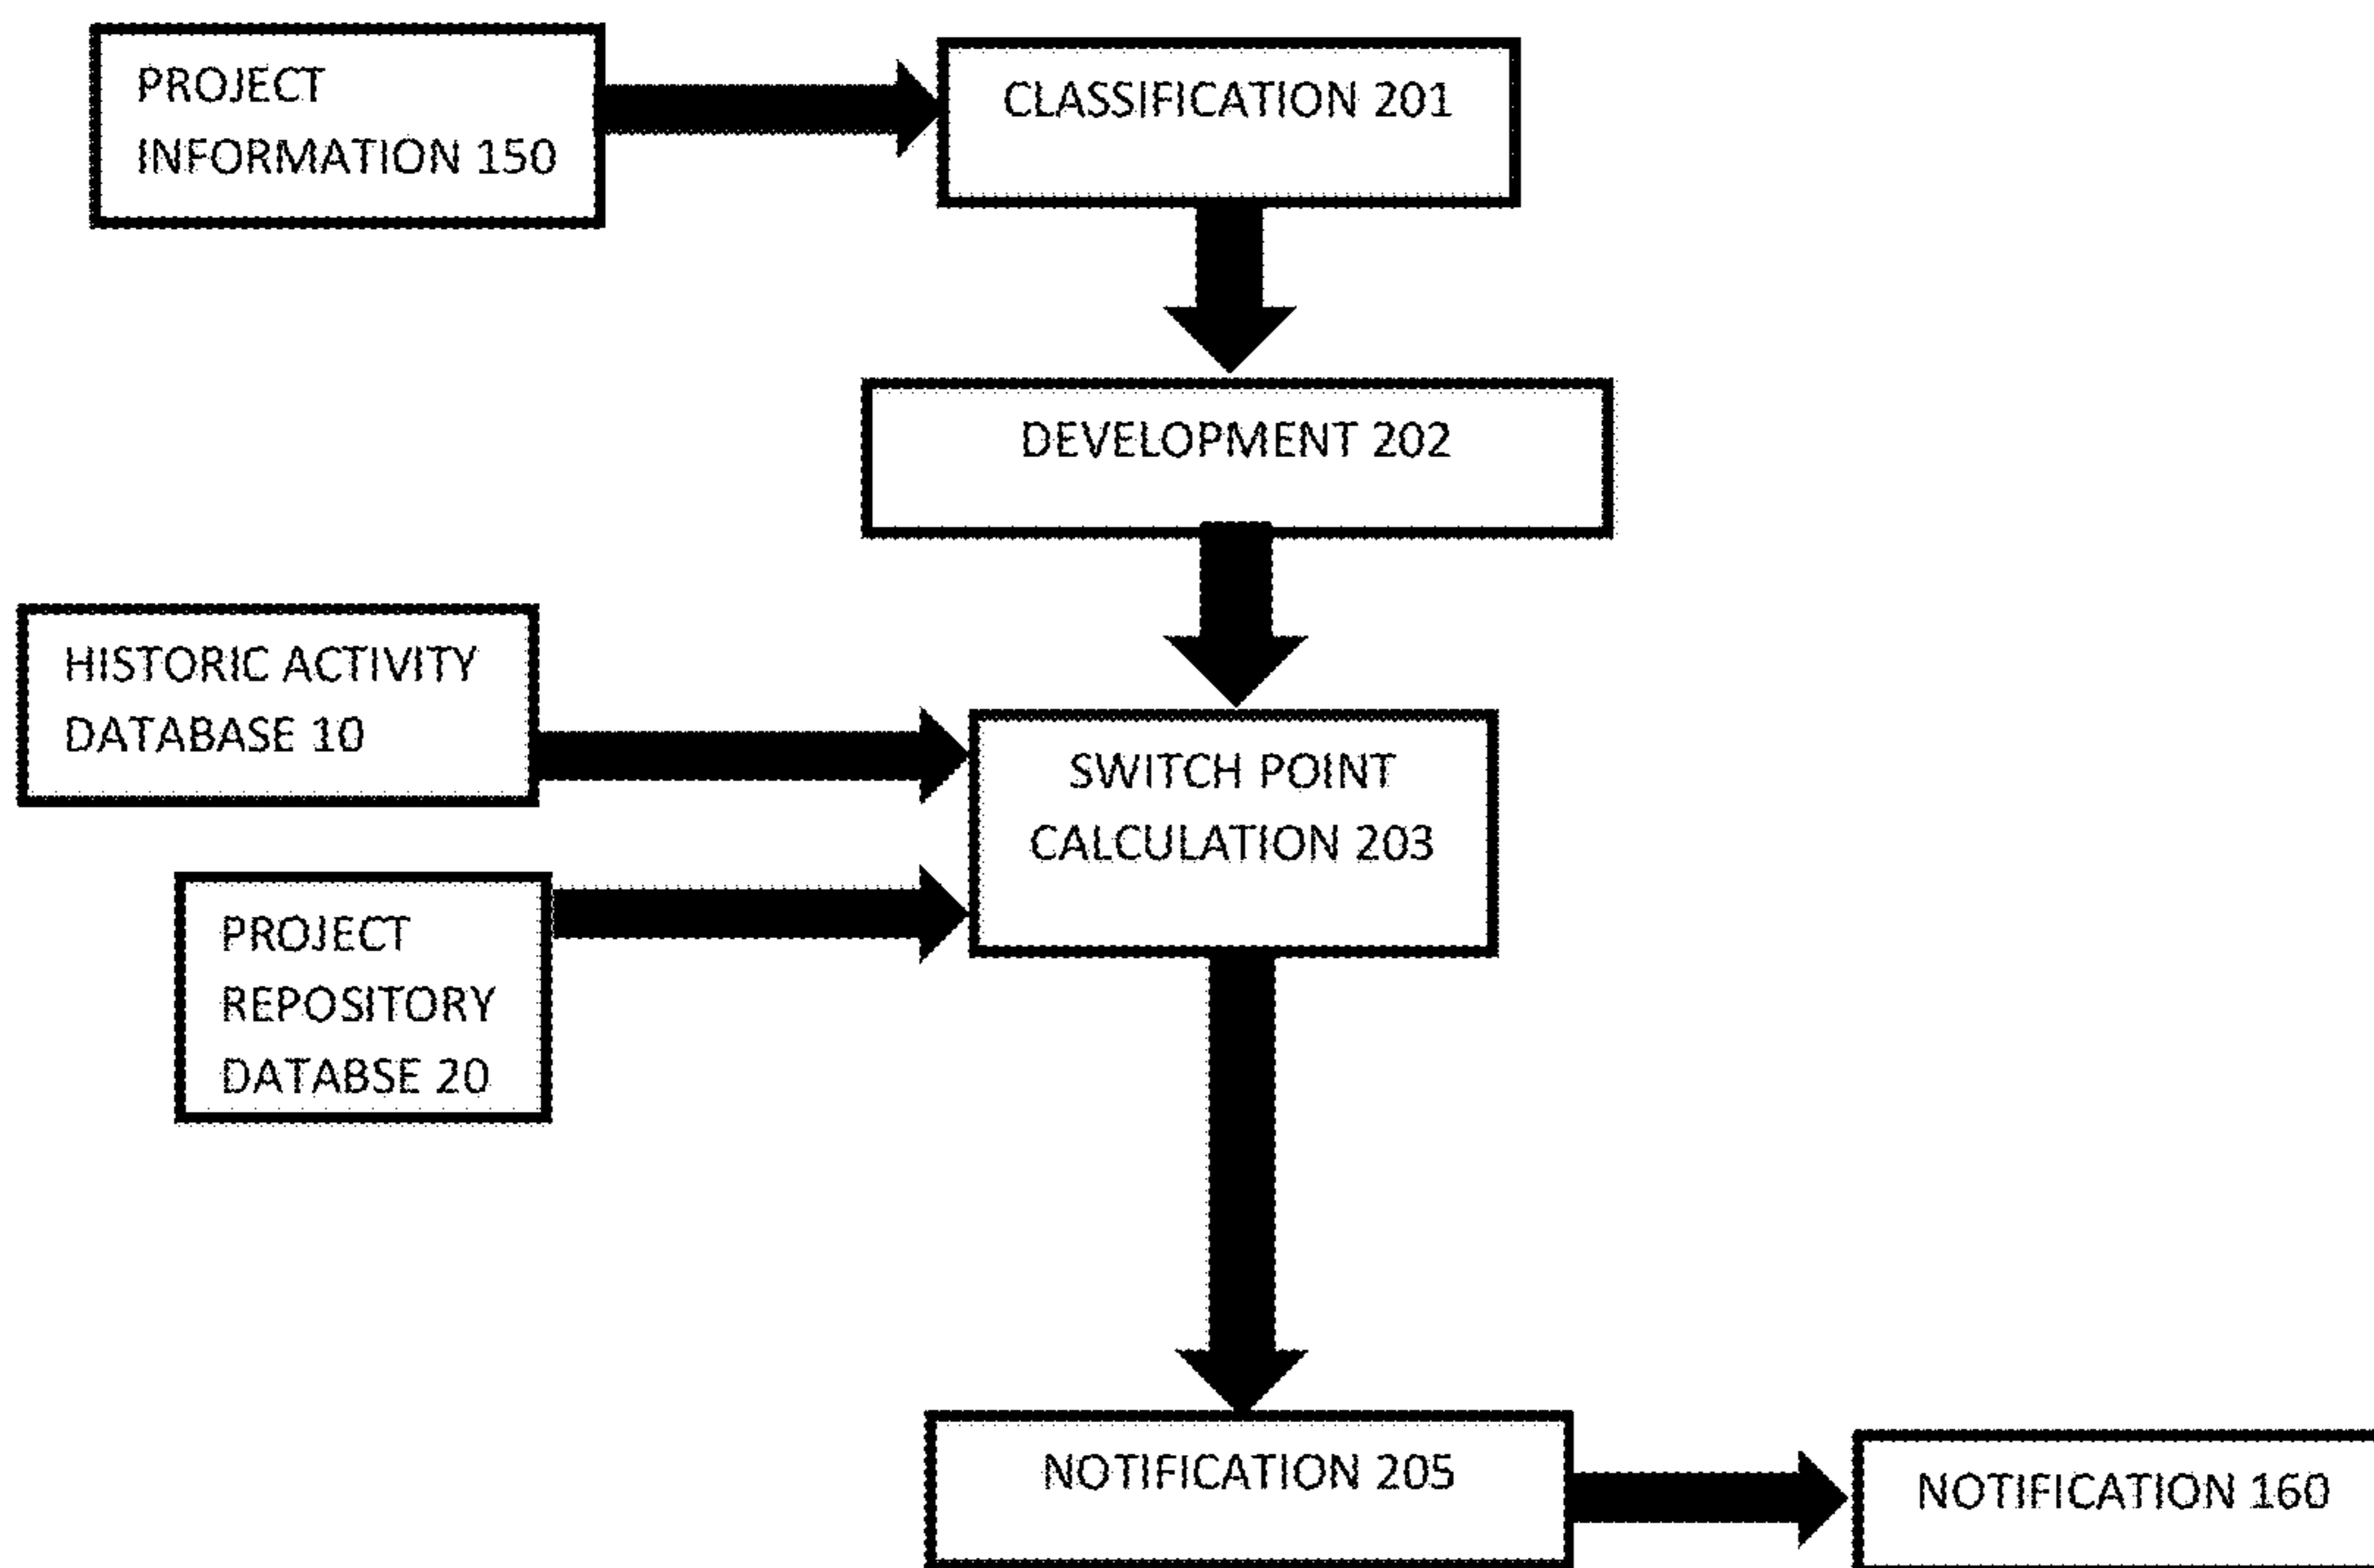 PROJECT
INFORMATION 150
CLASSIFICATION 201
DEVELOPMENT 202
HISTORIC ACTIVITY
DATABASE 10
SWITCH POINT
CALCULATION 203
PROJECT
REPOSITORY
DATABSE 20
NOTIFICATION 205
NOTIFICATION 160